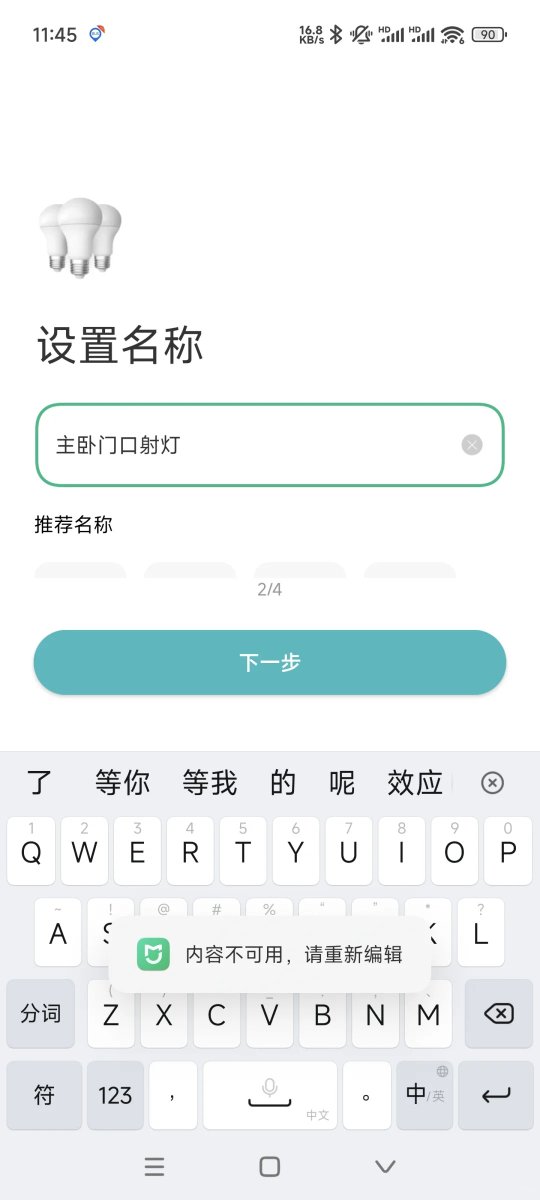 11:45 16.8 KB/s HD HD 6 90
设置名称
主卧门口射灯
推荐名称
2/4
下一步
了 等你 等我 的 呢 效应
1 2 3 4 5 6 7 8 9 0
Q W E R T Y U I O P
~ ! @ # % “ ” * ?
A S K L
内容不可用，请重新编辑
分词 Z X C V B N M
符 123 ， 中文 。 中/英